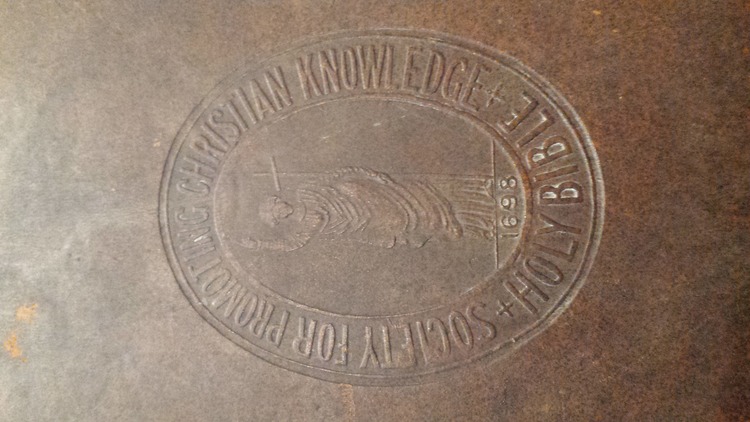 SOCIETY FOR PROMOTING CHRISTIAN KNOWLEDGE
HOLY BIBLE
1698